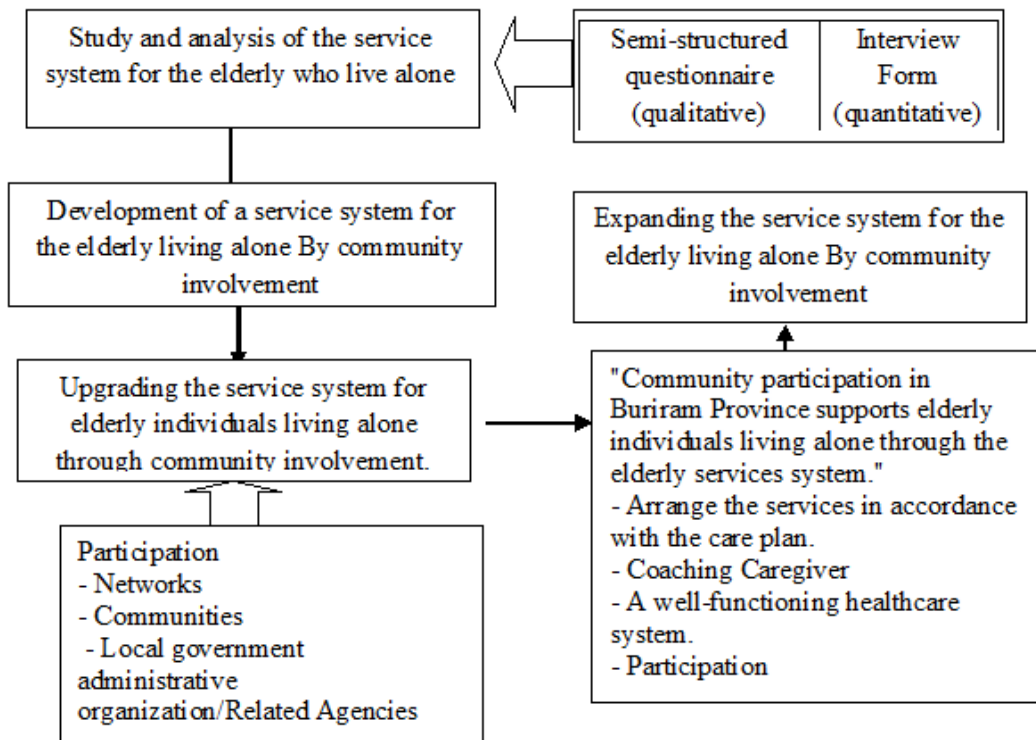 Study and analysis of the service
system for the elderly who live alone
Semi-structured
questionnaire
(qualitative)
Interview
Form
(quantitative)
Development of a service system for
the elderly living alone By community
involvement
Expanding the service system for the
elderly living alone By community
involvement
Upgrading the service system for
elderly individuals living alone
through community involvement.
"Community participation in
Buriram Province supports elderly
individuals living alone through the
elderly services system."
- Arrange the services in accordance
with the care plan.
- Coaching Caregiver
- A well-functioning healthcare
system.
- Participation
Participation
- Networks
- Communities
- Local government
administrative
organization/Related Agencies